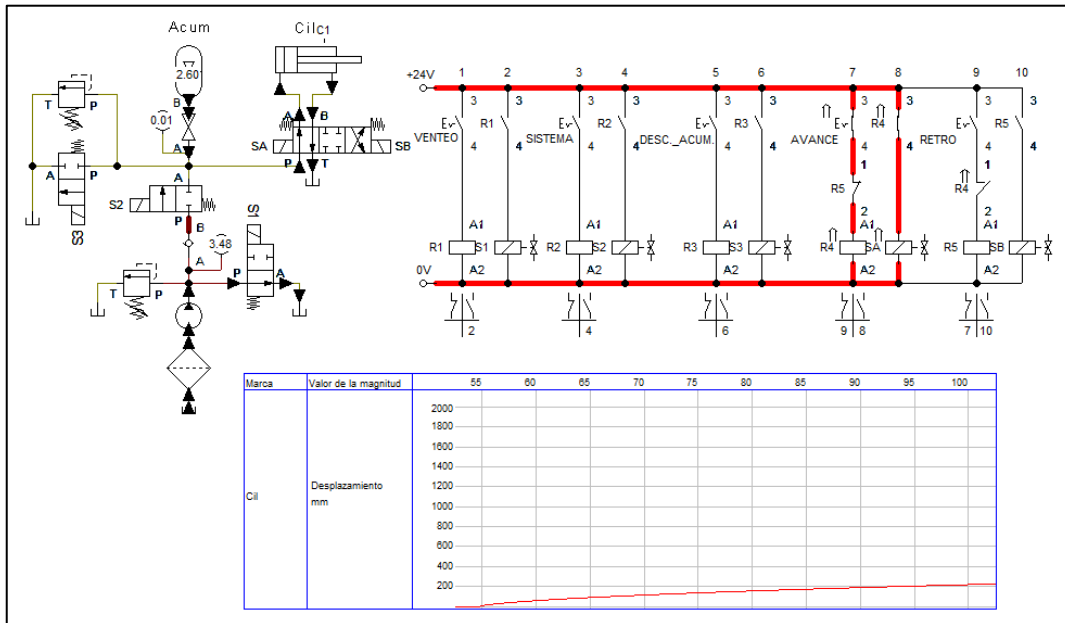 Acum
2.60
B
0.01
A
T P
A P
S3
S2
A
P
B
A
3.48
S1
P A
T P
Cil C1
A B
SA SB
P T
+24V
1 2 3 4 5 6 7 8 9 10
3 3 3 3 3 3 3 3 3 3
VENTEO R1 SISTEMA R2 DESC._ACUM. R3 AVANCE R4 RETRO R5
4 4 4 4 4 4 4 4 4 4
1 1
R5 R4
2 2
A1 A1 A1 A1 A1
R1 S1 R2 S2 R3 S3 R4 SA R5 SB
A2 A2 A2 A2 A2
0V
2 4 6 9 8 7 10
Marca Valor de la magnitud 55 60 65 70 75 80 85 90 95 100
2000
1800
1600
1400
1200
1000
800
600
400
200
Cil
Desplazamiento
mm